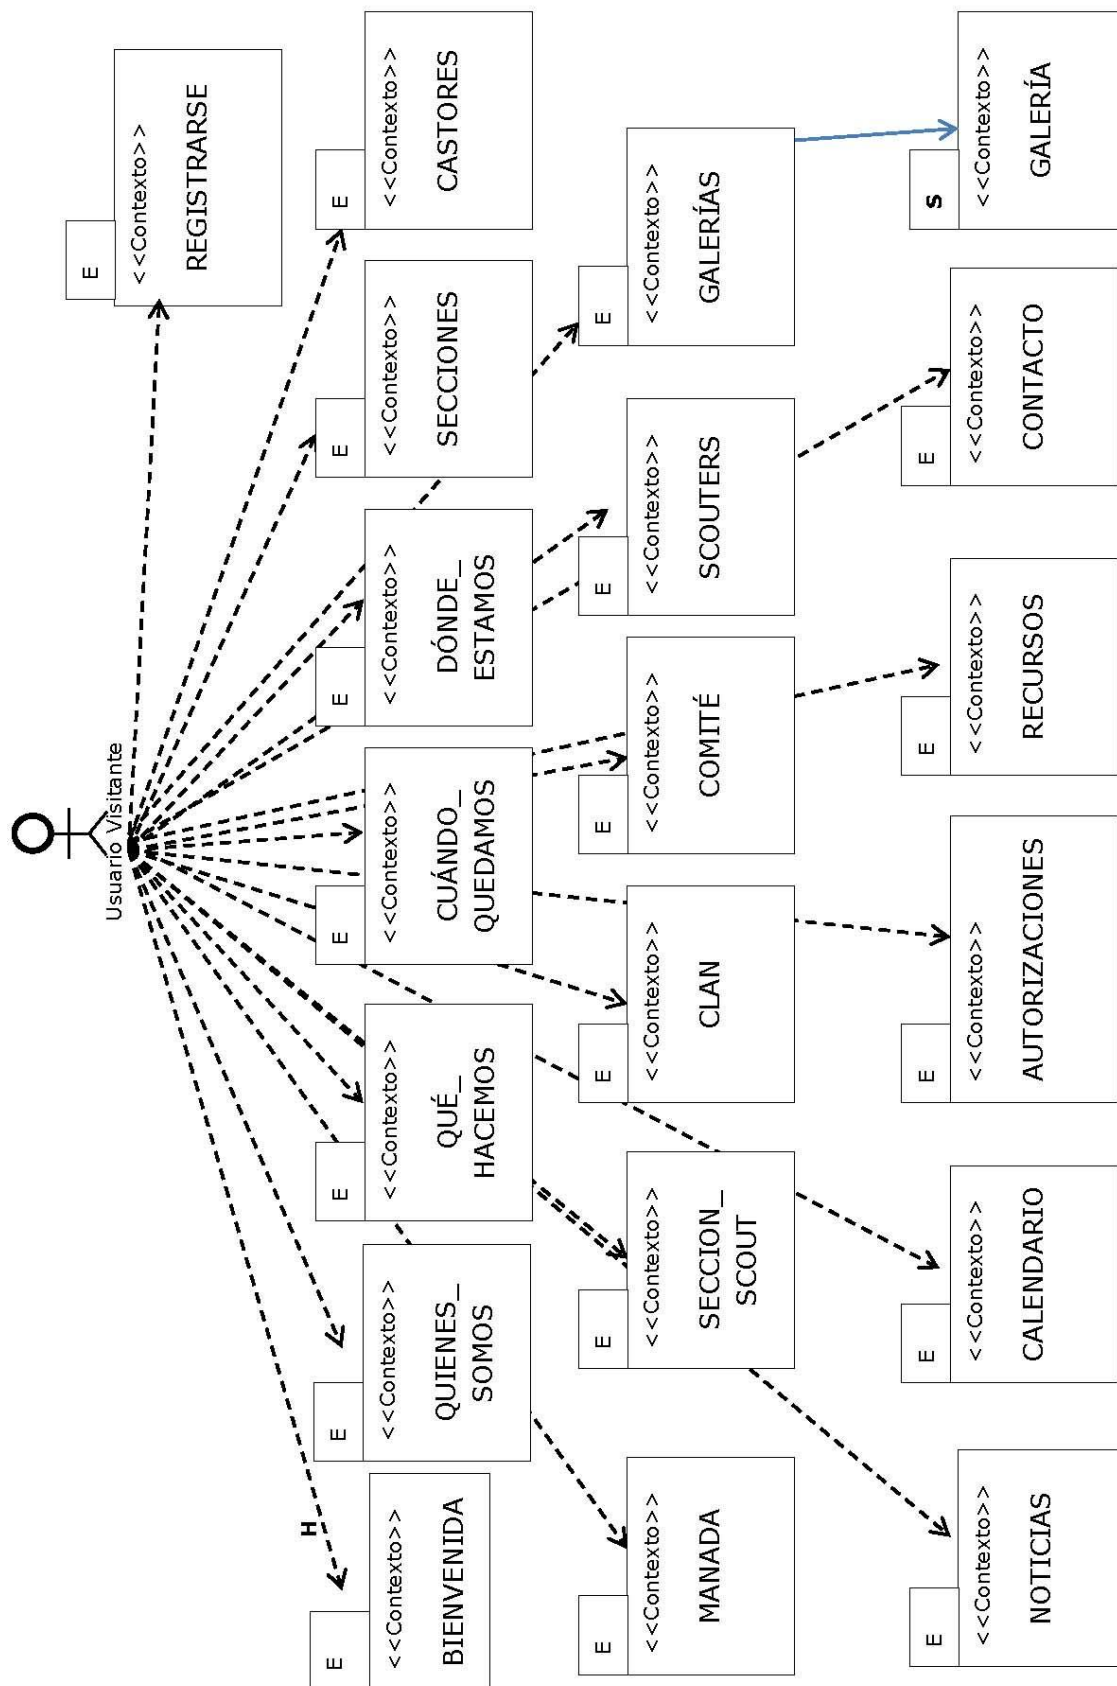 Usuario Visitante
E
<<Contexto>>
REGISTRARSE
H
E
<<Contexto>>
BIENVENIDA
E
<<Contexto>>
QUIENES_
SOMOS
E
<<Contexto>>
QUÉ_
HACEMOS
E
<<Contexto>>
CUÁNDO_
QUEDAMOS
E
<<Contexto>>
DÓNDE_
ESTAMOS
E
<<Contexto>>
SECCIONES
E
<<Contexto>>
CASTORES
E
<<Contexto>>
MANADA
E
<<Contexto>>
SECCION_
SCOUT
E
<<Contexto>>
CLAN
E
<<Contexto>>
COMITÉ
E
<<Contexto>>
SCOUTERS
E
<<Contexto>>
GALERÍAS
E
<<Contexto>>
NOTICIAS
E
<<Contexto>>
CALENDARIO
E
<<Contexto>>
AUTORIZACIONES
E
<<Contexto>>
RECURSOS
E
<<Contexto>>
CONTACTO
S
<<Contexto>>
GALERÍA